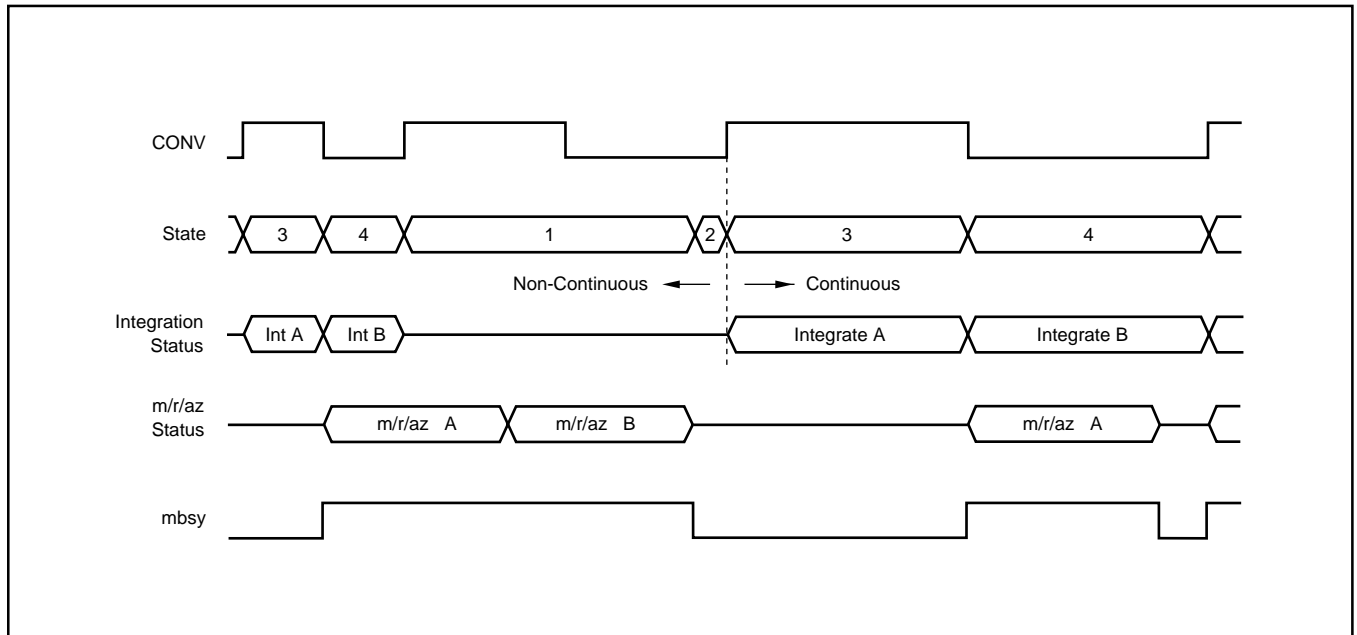 CONV
State
3
4
1
2
3
4
Non-Continuous
Continuous
Integration
Status
Int A
Int B
Integrate A
Integrate B
m/r/az
Status
m/r/az A
m/r/az B
m/r/az A
mbsy